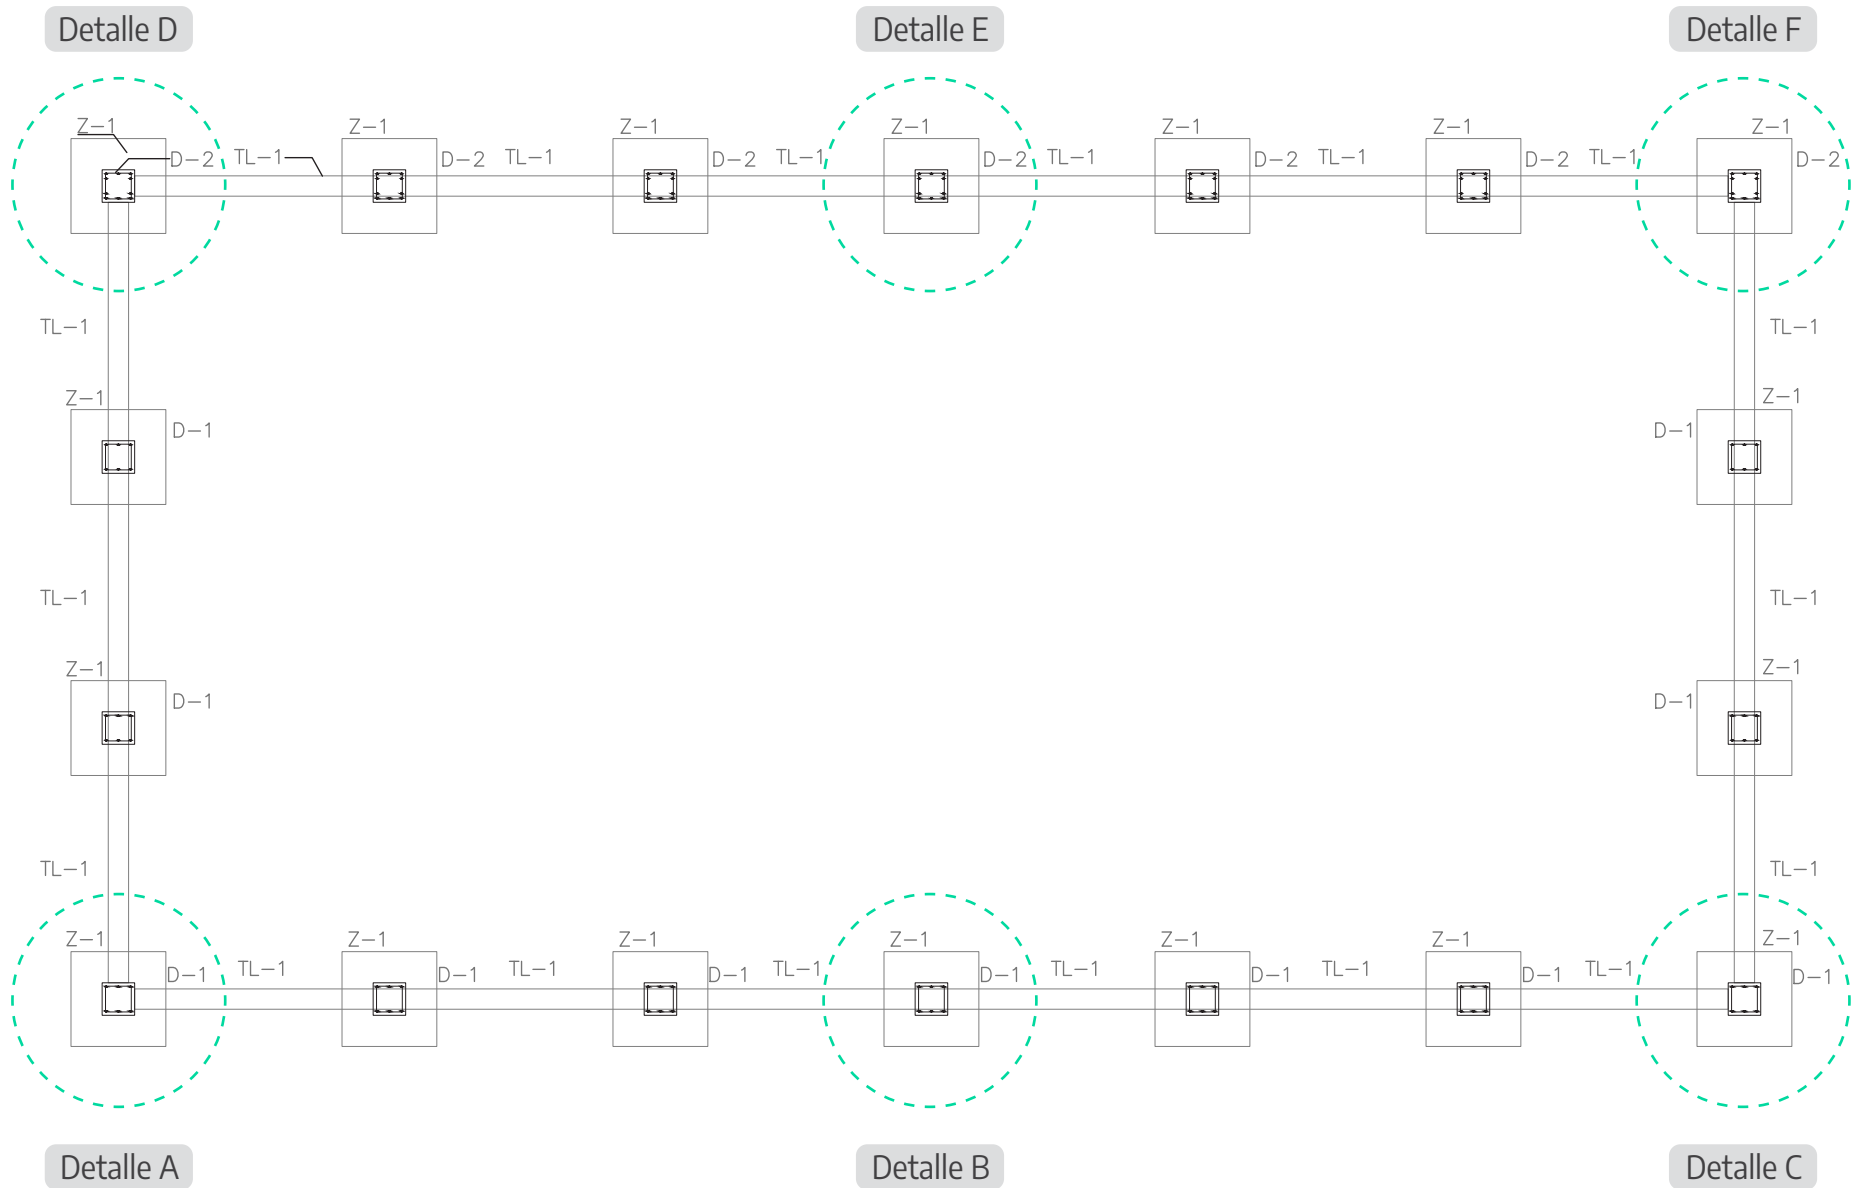 Detalle D Detalle E Detalle F
Z-1 Z-1 Z-1 Z-1 Z-1 Z-1 Z-1
D-2 TL-1 D-2 TL-1 D-2 TL-1 D-2 TL-1 D-2 TL-1 D-2 TL-1 D-2
TL-1 TL-1
Z-1 Z-1
D-1 D-1
TL-1 TL-1
Z-1 Z-1
D-1 D-1
TL-1 TL-1
Z-1 Z-1 Z-1 Z-1 Z-1 Z-1 Z-1
D-1 TL-1 D-1 TL-1 D-1 TL-1 D-1 TL-1 D-1 TL-1 D-1 TL-1 D-1
Detalle A Detalle B Detalle C